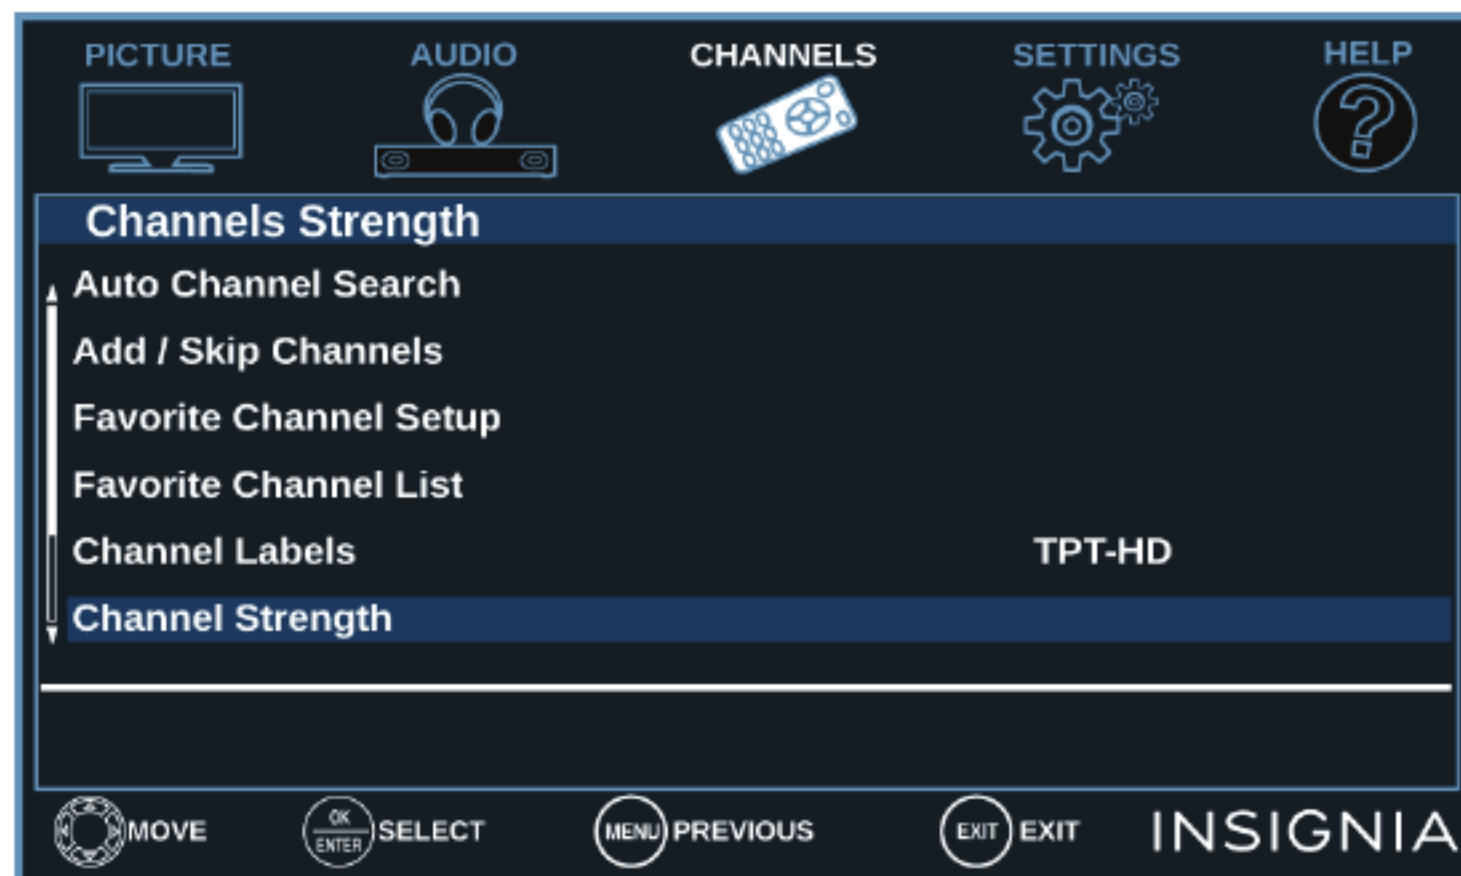 PICTURE AUDIO CHANNELS SETTINGS HELP
Channels Strength
Auto Channel Search
Add / Skip Channels
Favorite Channel Setup
Favorite Channel List
Channel Labels TPT-HD
Channel Strength
MOVE OK ENTER SELECT MENU PREVIOUS EXIT EXIT INSIGNIA